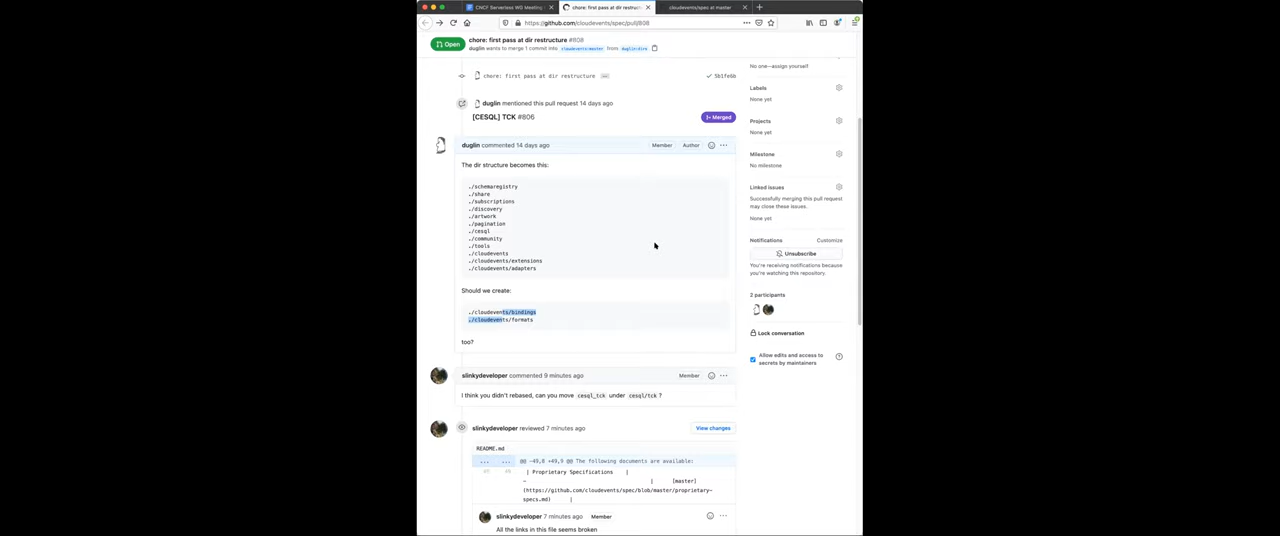 CNCF Serverless WG Meeting
chore: first pass at dir restructure
cloudevents/spec at master
https://github.com/cloudevents/spec/pull/808
Open
chore: first pass at dir restructure #808
duglin wants to merge 1 commit into cloudevents:master from duglin:dirs
chore: first pass at dir restructure
5b1fe6b
duglin mentioned this pull request 14 days ago
[CESQL] TCK #806
Merged
duglin commented 14 days ago
Member
Author
The dir structure becomes this:
./schemaregistry
./share
./subscriptions
./discovery
./artwork
./pagination
./cesql
./community
./tools
./cloudevents
./cloudevents/extensions
./cloudevents/adapters
Should we create:
./cloudevents/bindings
./cloudevents/formats
too?
slinkydeveloper commented 9 minutes ago
Member
I think you didn't rebased, can you move cesql_tck under cesql/tck ?
slinkydeveloper reviewed 7 minutes ago
View changes
README.md
... ... @@ -49,8 +49,9 @@ The following documents are available:
| Proprietary Specifications |
- | [master]
(https://github.com/cloudevents/spec/blob/master/proprietary-
specs.md) |
slinkydeveloper 7 minutes ago
Member
All the links in this file seems broken
No one—assign yourself
Labels
None yet
Projects
None yet
Milestone
No milestone
Linked issues
Successfully merging this pull request
may close these issues.
None yet
Notifications
Customize
Unsubscribe
You're receiving notifications because
you're watching this repository.
2 participants
Lock conversation
Allow edits and access to
secrets by maintainers